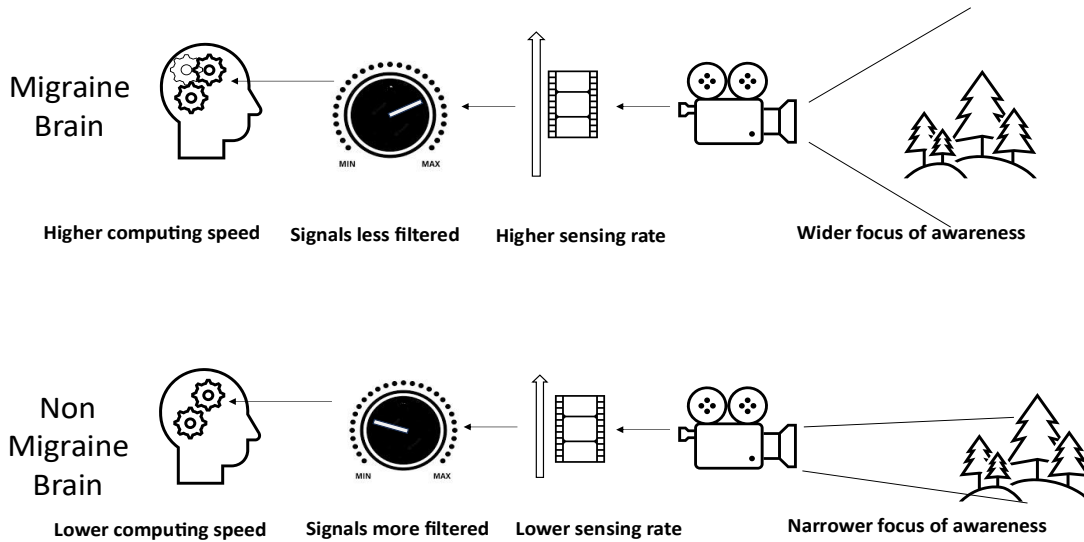 Migraine
Brain
MIN
MAX
Higher computing speed
Signals less filtered
Higher sensing rate
Wider focus of awareness
Non
Migraine
Brain
MIN
MAX
Lower computing speed
Signals more filtered
Lower sensing rate
Narrower focus of awareness